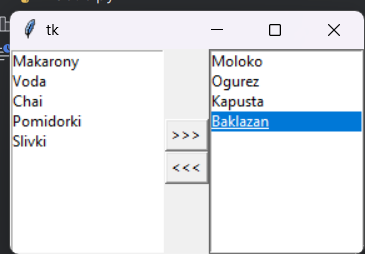 tk
Makarony
Voda
Chai
Pomidorki
Slivki
>>>
<<<
Moloko
Ogurez
Kapusta
Baklazan